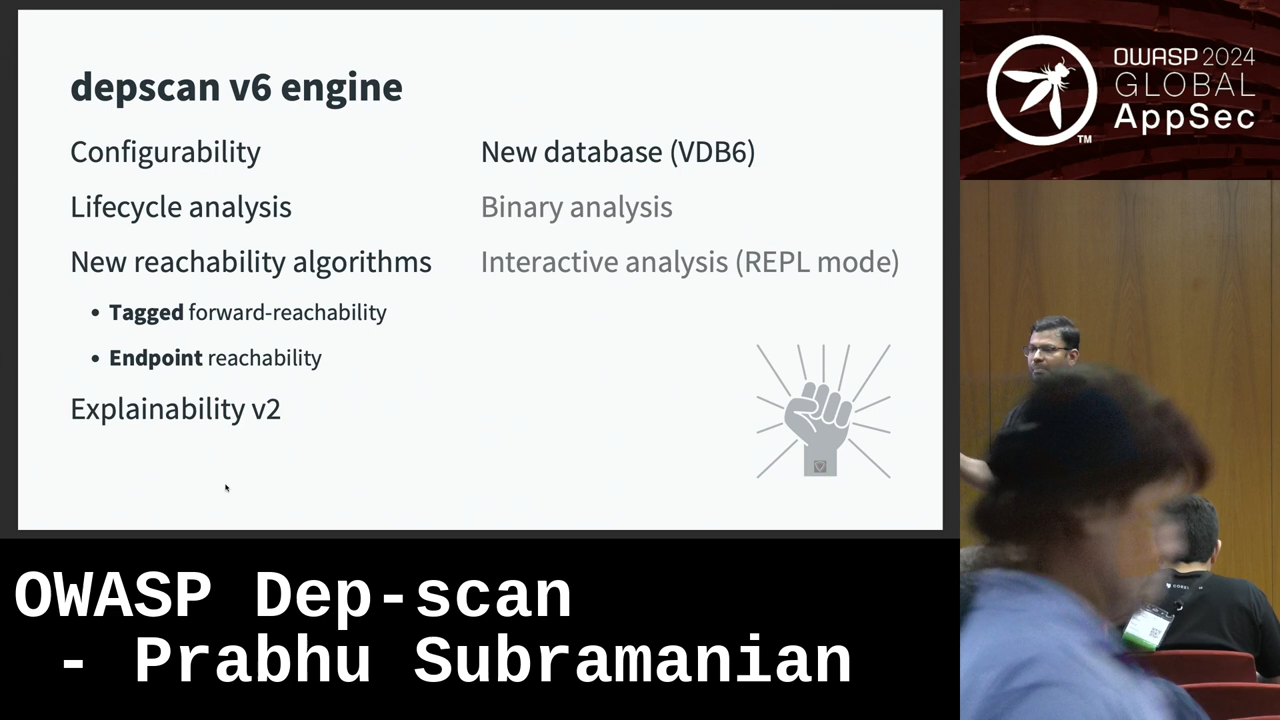 depscan v6 engine
Configurability
Lifecycle analysis
New reachability algorithms
• Tagged forward-reachability
• Endpoint reachability
Explainability v2
New database (VDB6)
Binary analysis
Interactive analysis (REPL mode)
OWASP 2024
GLOBAL
AppSec
TM
OWASP Dep-scan
- Prabhu Subramanian